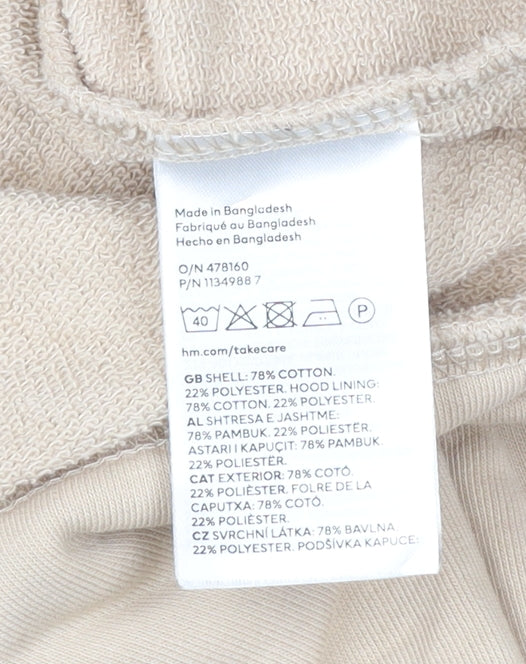 Made in Bangladesh
Fabriqué au Bangladesh
Hecho en Bangladesh
O/N 478160
P/N 1134988 7
40 P
hm.com/takecare
GB SHELL: 78% COTTON.
22% POLYESTER. HOOD LINING:
78% COTTON. 22% POLYESTER.
AL SHTRESA E JASHTME:
78% PAMBUK. 22% POLIESTËR.
ASTARI I KAPUÇIT: 78% PAMBUK.
22% POLIESTËR.
CAT EXTERIOR: 78% COTÓ.
22% POLIÈSTER. FOLRE DE LA
CAPUTXA: 78% COTÓ.
22% POLIÈSTER.
CZ SVRCHNÍ LÁTKA: 78% BAVLNA.
22% POLYESTER. PODŠÍVKA KAPUCE: